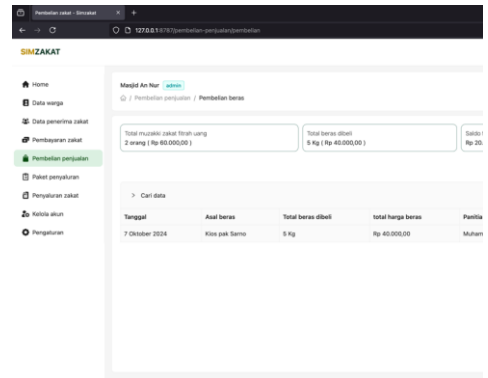 Pembelian zakat - Simzakat
127.0.0.1:8787/pembelian-penjualan/pembelian
SIMZAKAT
Home
Data warga
Data penerima zakat
Pembayaran zakat
Pembelian penjualan
Paket penyaluran
Penyaluran zakat
Kelola akun
Pengaturan
Masjid An Nur admin
/ Pembelian penjualan / Pembelian beras
Total muzakki zakat fitrah uang
2 orang ( Rp 60.000,00 )
Total beras dibeli
5 Kg ( Rp 40.000,00 )
Saldo
Rp 20.
> Cari data
Tanggal Asal beras Total beras dibeli total harga beras Panitia
7 Oktober 2024 Kios pak Sarno 5 Kg Rp 40.000,00 Muham